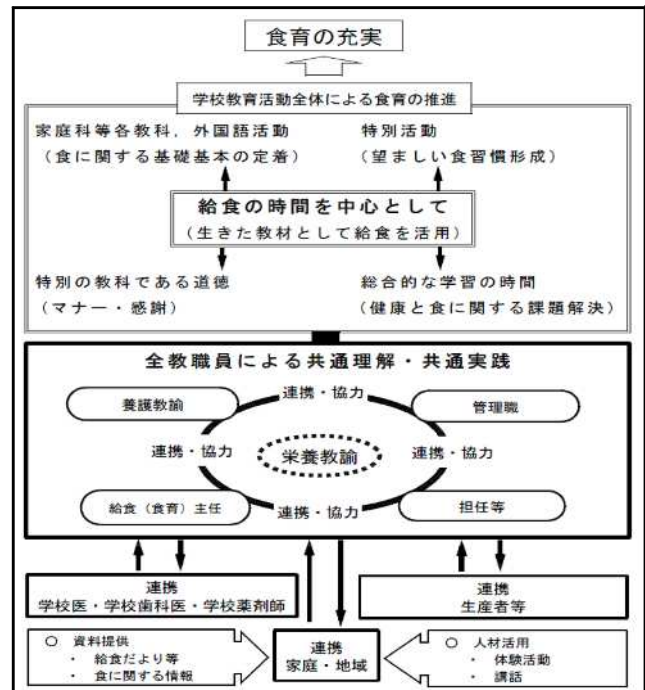 食育の充実
学校教育活動全体による食育の推進
家庭科等各教科，外国語活動
（食に関する基礎基本の定着）
特別活動
（望ましい食習慣形成）
給食の時間を中心として
（生きた教材として給食を活用）
特別の教科である道徳
（マナー・感謝）
総合的な学習の時間
（健康と食に関する課題解決）
全教職員による共通理解・共通実践
連携・協力
養護教諭
管理職
連携・協力
栄養教諭
連携・協力
給食（食育）主任
連携・協力
担任等
連携
学校医・学校歯科医・学校薬剤師
連携
生産者等
○ 資料提供
・ 給食だより等
・ 食に関する情報
連携
家庭・地域
○ 人材活用
・ 体験活動
・ 講話